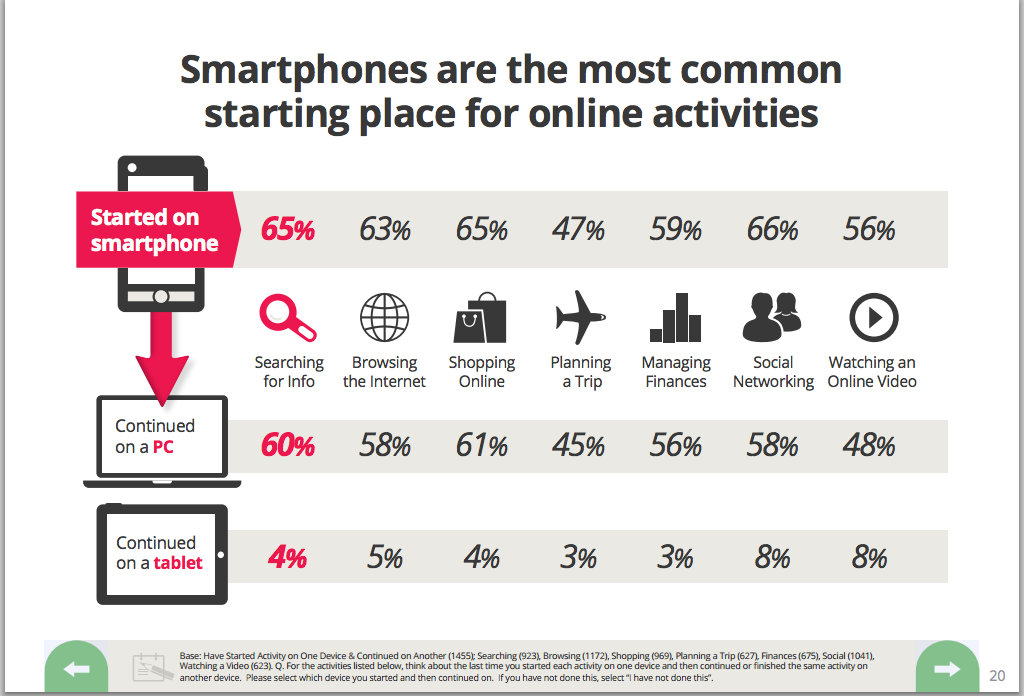 Smartphones are the most common
starting place for online activities
Started on
smartphone
65% 63% 65% 47% 59% 66% 56%
Searching
for Info
Browsing
the Internet
Shopping
Online
Planning
a Trip
Managing
Finances
Social
Networking
Watching an
Online Video
Continued
on a PC
60% 58% 61% 45% 56% 58% 48%
Continued
on a tablet
4% 5% 4% 3% 3% 8% 8%
Base: Have Started Activity on One Device & Continued on Another (1455); Searching (923), Browsing (1172), Shopping (969), Planning a Trip (627), Finances (675), Social (1041),
Watching a Video (623). Q. For the activities listed below, think about the last time you started each activity on one device and then continued or finished the same activity on
another device. Please select which device you started and then continued on. If you have not done this, select “I have not done this”.
20